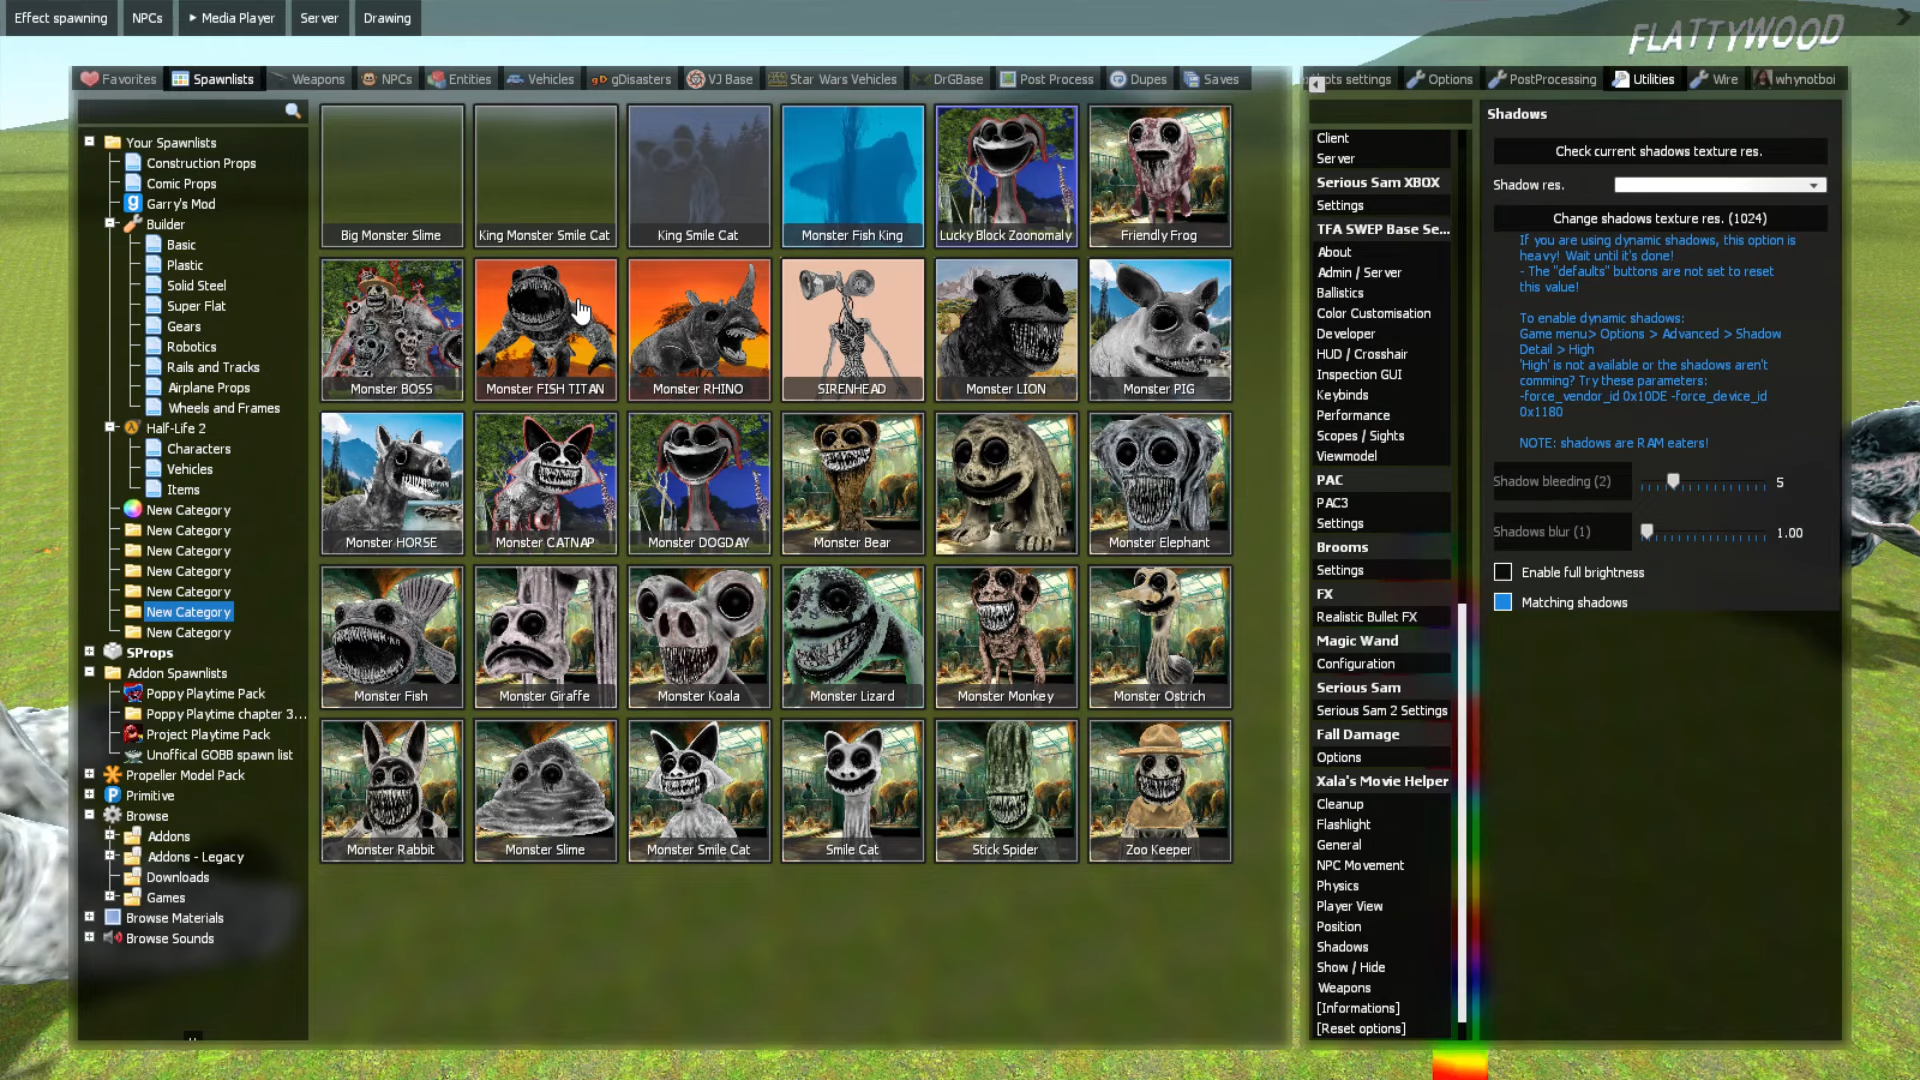 Effect spawning
NPCs
Media Player
Server
Drawing
FLATTYWOOD
Favorites
Spawnlists
Weapons
NPCs
Entities
Vehicles
gDisasters
VJ Base
Star Wars Vehicles
DrGBase
Post Process
Dupes
Saves
Your Spawnlists
Construction Props
Comic Props
Garry's Mod
Builder
Basic
Plastic
Solid Steel
Super Flat
Gears
Robotics
Rails and Tracks
Airplane Props
Wheels and Frames
Half-Life 2
Characters
Vehicles
Items
New Category
New Category
New Category
New Category
New Category
New Category
New Category
SProps
Addon Spawnlists
Poppy Playtime Pack
Poppy Playtime chapter 3...
Project Playtime Pack
Unoffical GOBB spawn list
Propeller Model Pack
Primitive
Browse
Addons
Addons - Legacy
Downloads
Games
Browse Materials
Browse Sounds
Big Monster Slime
King Monster Smile Cat
King Smile Cat
Monster Fish King
Lucky Block Zoonomaly
Friendly Frog
Monster BOSS
Monster FISH TITAN
Monster RHINO
SIRENHEAD
Monster LION
Monster PIG
Monster HORSE
Monster CATNAP
Monster DOGDAY
Monster Bear
Monster Elephant
Monster Fish
Monster Giraffe
Monster Koala
Monster Lizard
Monster Monkey
Monster Ostrich
Monster Rabbit
Monster Slime
Monster Smile Cat
Smile Cat
Stick Spider
Zoo Keeper
settings
Options
PostProcessing
Utilities
Wire
whynotboi
Client
Server
Serious Sam XBOX
Settings
TFA SWEP Base Se...
About
Admin / Server
Ballistics
Color Customisation
Developer
HUD / Crosshair
Inspection GUI
Keybinds
Performance
Scopes / Sights
Viewmodel
PAC
PAC3
Settings
Brooms
Settings
FX
Realistic Bullet FX
Magic Wand
Configuration
Serious Sam
Serious Sam 2 Settings
Fall Damage
Options
Xala's Movie Helper
Cleanup
Flashlight
General
NPC Movement
Physics
Player View
Position
Shadows
Show / Hide
Weapons
[Informations]
[Reset options]
Shadows
Check current shadows texture res.
Shadow res.
Change shadows texture res. (1024)
If you are using dynamic shadows, this option is
heavy! Wait until it's done!
- The "defaults" buttons are not set to reset
this value!
To enable dynamic shadows:
Game menu> Options > Advanced > Shadow
Detail > High
'High' is not available or the shadows aren't
comming? Try these parameters:
-force_vendor_id 0x10DE -force_device_id
0x1180
NOTE: shadows are RAM eaters!
Shadow bleeding (2)
5
Shadows blur (1)
1.00
Enable full brightness
Matching shadows